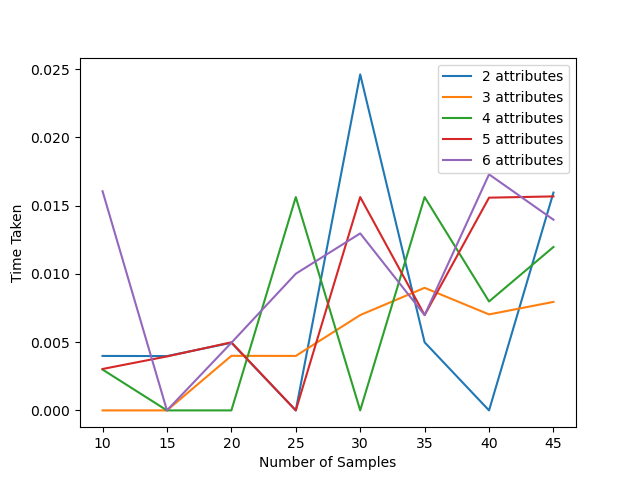 0.025
0.020
0.015
0.010
0.005
0.000
Time Taken
2 attributes
3 attributes
4 attributes
5 attributes
6 attributes
10 15 20 25 30 35 40 45
Number of Samples